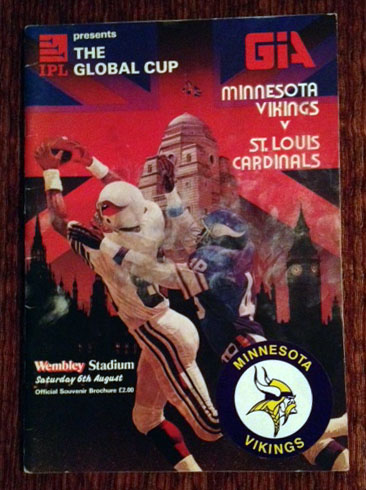 presents
IPL
THE
GLOBAL CUP
GiA
MINNESOTA
VIKINGS
V
ST. LOUIS
CARDINALS
Wembley Stadium
Saturday 6th August
Official Souvenir Brochure £2.00
MINNESOTA
VIKINGS